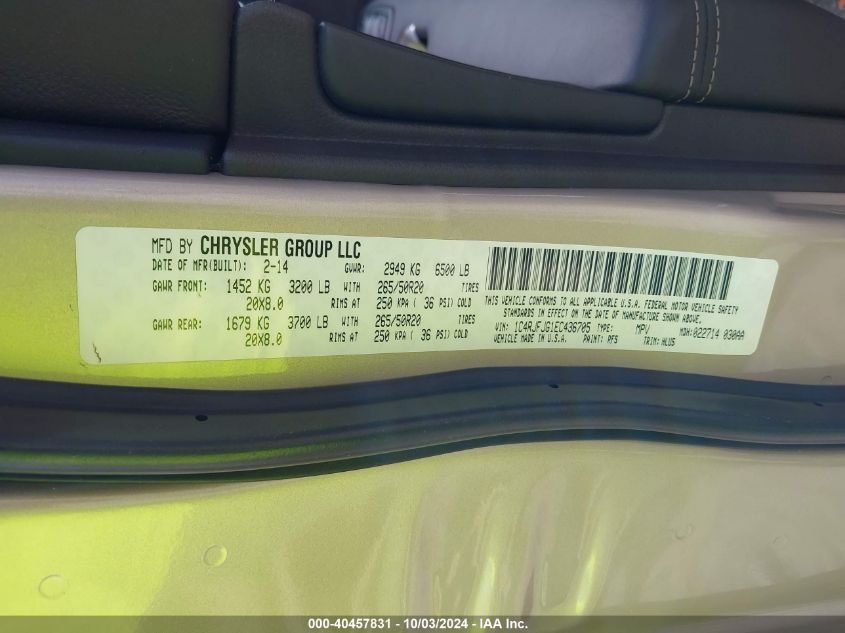 MFD BY CHRYSLER GROUP LLC
DATE OF MFR(BUILT): 2-14 GVWR: 2949 KG 6500 LB
GAWR FRONT: 1452 KG 3200 LB WITH 265/50R20 TIRES
20X8.0 RIMS AT 250 KPA ( 36 PSI) COLD
GAWR REAR: 1679 KG 3700 LB WITH 265/50R20 TIRES
20X8.0 RIMS AT 250 KPA ( 36 PSI) COLD
THIS VEHICLE CONFORMS TO ALL APPLICABLE U.S.A. FEDERAL MOTOR VEHICLE SAFETY
STANDARDS IN EFFECT ON THE DATE OF MANUFACTURE SHOWN ABOVE.
VIN: 1C4RJFJG1EC436705 TYPE: MPV MDH: 022714 030AA
VEHICLE MADE IN U.S.A. PAINT: PFS TRIM: HLU5
000-40457831 - 10/03/2024 - IAA Inc.